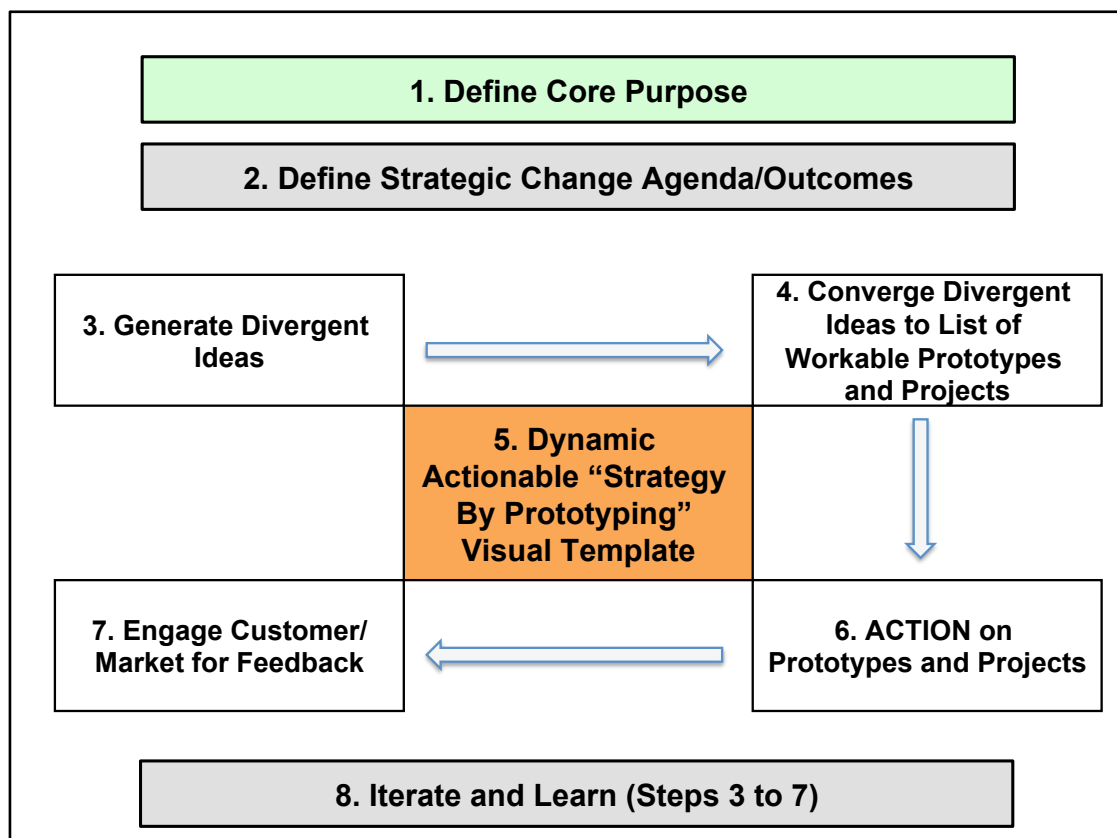 1. Define Core Purpose
2. Define Strategic Change Agenda/Outcomes
3. Generate Divergent
Ideas
4. Converge Divergent
Ideas to List of
Workable Prototypes
and Projects
5. Dynamic
Actionable “Strategy
By Prototyping”
Visual Template
7. Engage Customer/
Market for Feedback
6. ACTION on
Prototypes and Projects
8. Iterate and Learn (Steps 3 to 7)